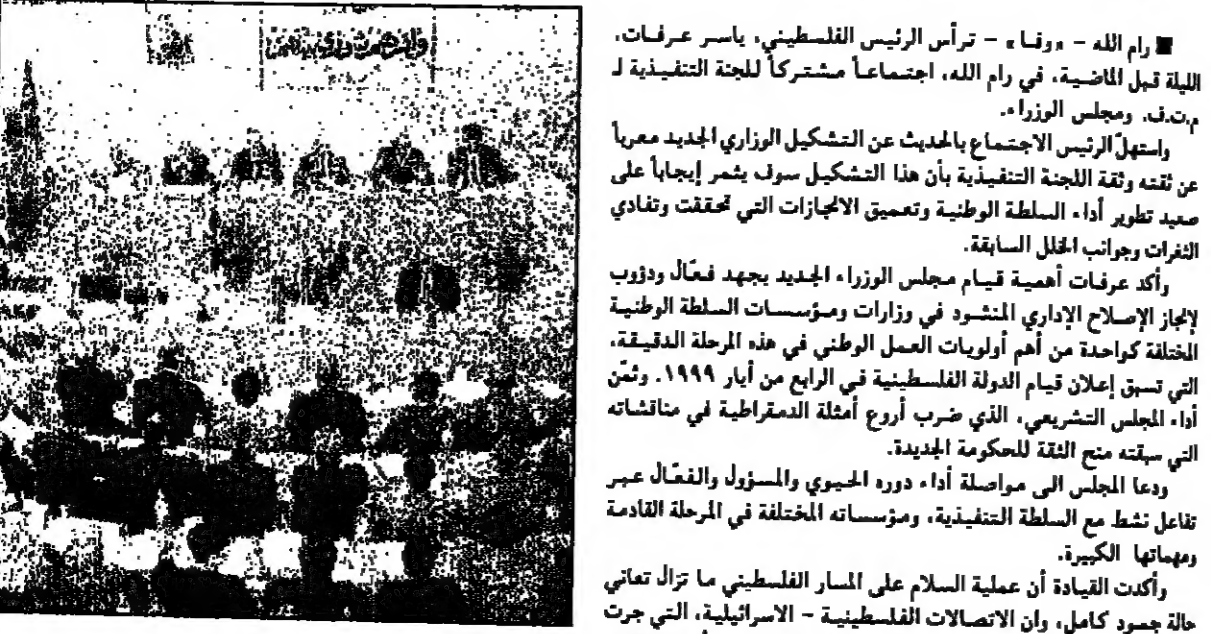 ■ رام الله – «وفا» – ترأس الرئيس الفلسطيني، ياسر عرفات،
الليلة قبل الماضية، في رام الله، اجتماعاً مشتركاً للجنة التنفيذية لـ
م.ت.ف. ومجلس الوزراء.
واستهلّ الرئيس الاجتماع بالحديث عن التشكيل الوزاري الجديد معرباً
عن ثقته وثقة اللجنة التنفيذية بأن هذا التشكيل سوف يثمر إيجاباً على
صعيد تطوير أداء السلطة الوطنية وتعميق الانجازات التي تحققت وتفادي
الثغرات وجوانب الخلل السابقة.
وأكد عرفات أهمية قيام مجلس الوزراء الجديد بجهد فعّال ودؤوب
لإنجاز الإصلاح الإداري المنشود في وزارات ومؤسسات السلطة الوطنية
المختلفة كواحدة من أهم أولويات العمل الوطني في هذه المرحلة الدقيقة،
التي تسبق إعلان قيام الدولة الفلسطينية في الرابع من أيار ١٩٩٩. وثمّن
أداء المجلس التشريعي، الذي ضرب أروع أمثلة الدمقراطية في مناقشاته
التي سبقته منح الثقة للحكومة الجديدة.
ودعا المجلس الى مواصلة أداء دوره الحيوي والمسؤول والفعّال عبر
تفاعل نشط مع السلطة التنفيذية، ومؤسساته المختلفة في المرحلة القادمة
ومهماتها الكبيرة.
وأكدت القيادة أن عملية السلام على المسار الفلسطيني ما تزال تعاني
حالة جمود كامل، وان الاتصالات الفلسطينية – الاسرائيلية، التي جرت